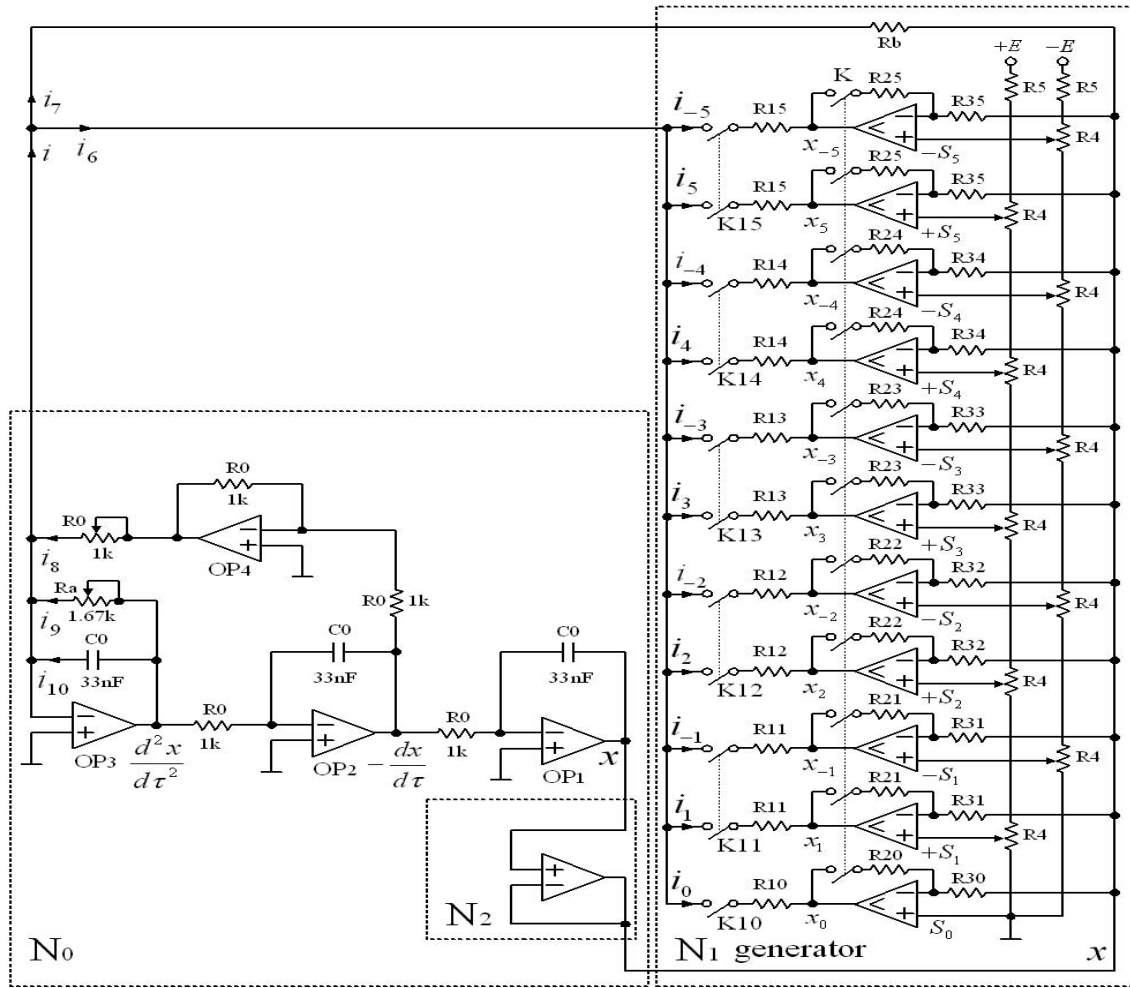 Rb
+E
−E
K
R25
R5
R5
i₇
i₋₅
R15
R35
R4
i
i₆
x₋₅
−S₅
R25
i₅
R15
R35
K15
x₅
+S₅
R4
R24
i₋₄
R14
R34
x₋₄
−S₄
R4
R24
i₄
R14
R34
K14
x₄
+S₄
R4
R23
i₋₃
R13
R33
x₋₃
−S₃
R4
R23
i₃
R13
R33
K13
x₃
+S₃
R4
R22
i₋₂
R12
R32
x₋₂
−S₂
R4
R22
i₂
R12
R32
K12
x₂
+S₂
R4
R21
i₋₁
R11
R31
x₋₁
−S₁
R4
R21
i₁
R11
R31
K11
x₁
+S₁
R4
R20
i₀
R10
R30
K10
x₀
S₀
N₁ generator
x
R0
1k
R0
1k
i₈
OP4
Ra
1.67k
i₉
R0
1k
C0
33nF
i₁₀
C0
33nF
C0
33nF
R0
1k
R0
1k
OP3
d²x
dτ²
OP2
−dx
dτ
OP1
x
N₂
N₀